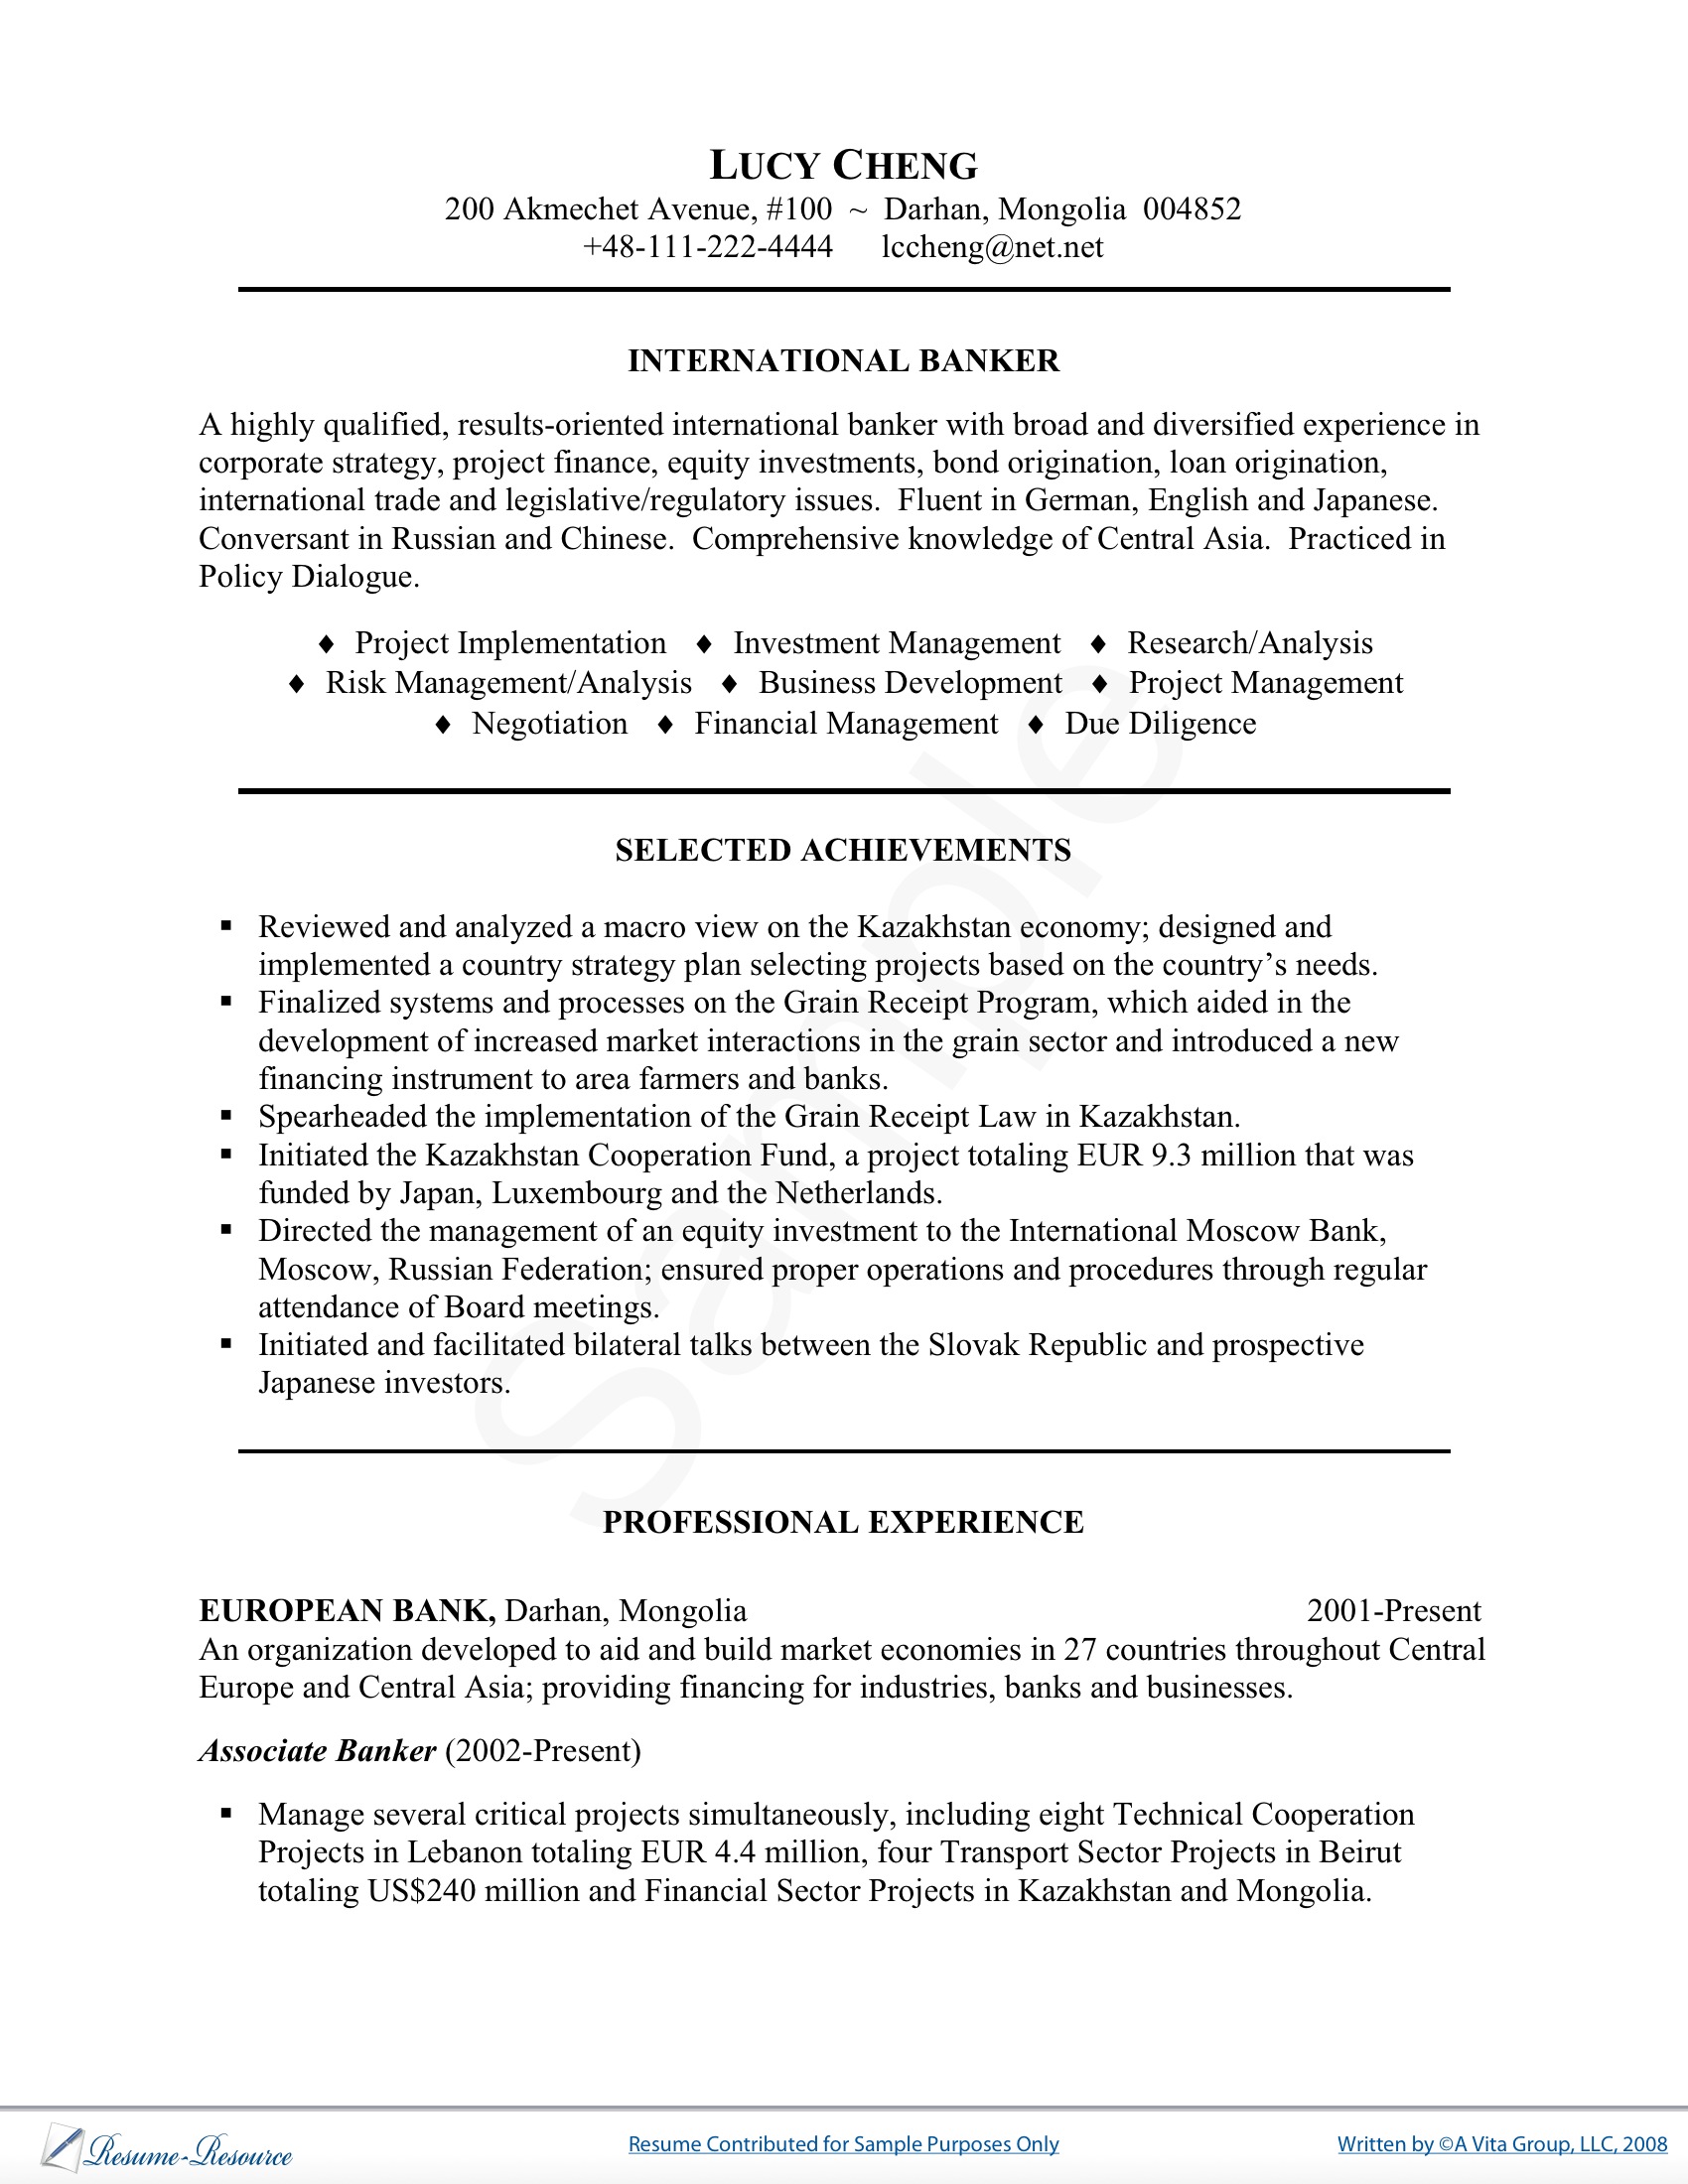 LUCY CHENG
200 Akmechet Avenue, #100 ~ Darhan, Mongolia 004852
+48-111-222-4444 lccheng@net.net
INTERNATIONAL BANKER
A highly qualified, results-oriented international banker with broad and diversified experience in
corporate strategy, project finance, equity investments, bond origination, loan origination,
international trade and legislative/regulatory issues. Fluent in German, English and Japanese.
Conversant in Russian and Chinese. Comprehensive knowledge of Central Asia. Practiced in
Policy Dialogue.
♦ Project Implementation ♦ Investment Management ♦ Research/Analysis
♦ Risk Management/Analysis ♦ Business Development ♦ Project Management
♦ Negotiation ♦ Financial Management ♦ Due Diligence
SELECTED ACHIEVEMENTS
▪ Reviewed and analyzed a macro view on the Kazakhstan economy; designed and
implemented a country strategy plan selecting projects based on the country’s needs.
▪ Finalized systems and processes on the Grain Receipt Program, which aided in the
development of increased market interactions in the grain sector and introduced a new
financing instrument to area farmers and banks.
▪ Spearheaded the implementation of the Grain Receipt Law in Kazakhstan.
▪ Initiated the Kazakhstan Cooperation Fund, a project totaling EUR 9.3 million that was
funded by Japan, Luxembourg and the Netherlands.
▪ Directed the management of an equity investment to the International Moscow Bank,
Moscow, Russian Federation; ensured proper operations and procedures through regular
attendance of Board meetings.
▪ Initiated and facilitated bilateral talks between the Slovak Republic and prospective
Japanese investors.
PROFESSIONAL EXPERIENCE
EUROPEAN BANK, Darhan, Mongolia 2001-Present
An organization developed to aid and build market economies in 27 countries throughout Central
Europe and Central Asia; providing financing for industries, banks and businesses.
Associate Banker (2002-Present)
▪ Manage several critical projects simultaneously, including eight Technical Cooperation
Projects in Lebanon totaling EUR 4.4 million, four Transport Sector Projects in Beirut
totaling US$240 million and Financial Sector Projects in Kazakhstan and Mongolia.
Sample
Resume-Resource Resume Contributed for Sample Purposes Only Written by ©A Vita Group, LLC, 2008